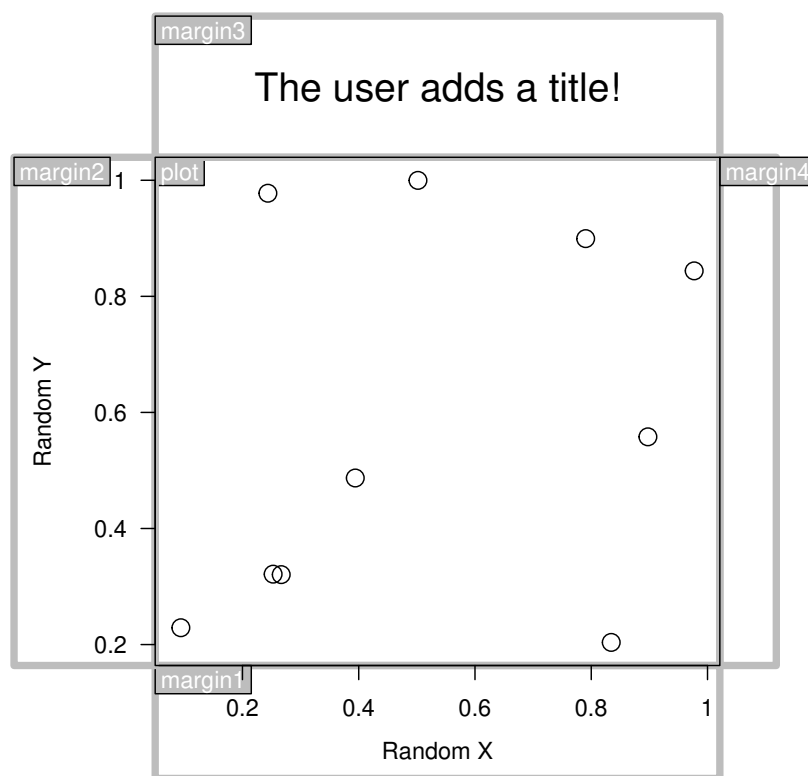 margin3
The user adds a title!
margin2
plot
margin4
1
0.8
0.6
0.4
0.2
Random Y
margin1
0.2 0.4 0.6 0.8 1
Random X